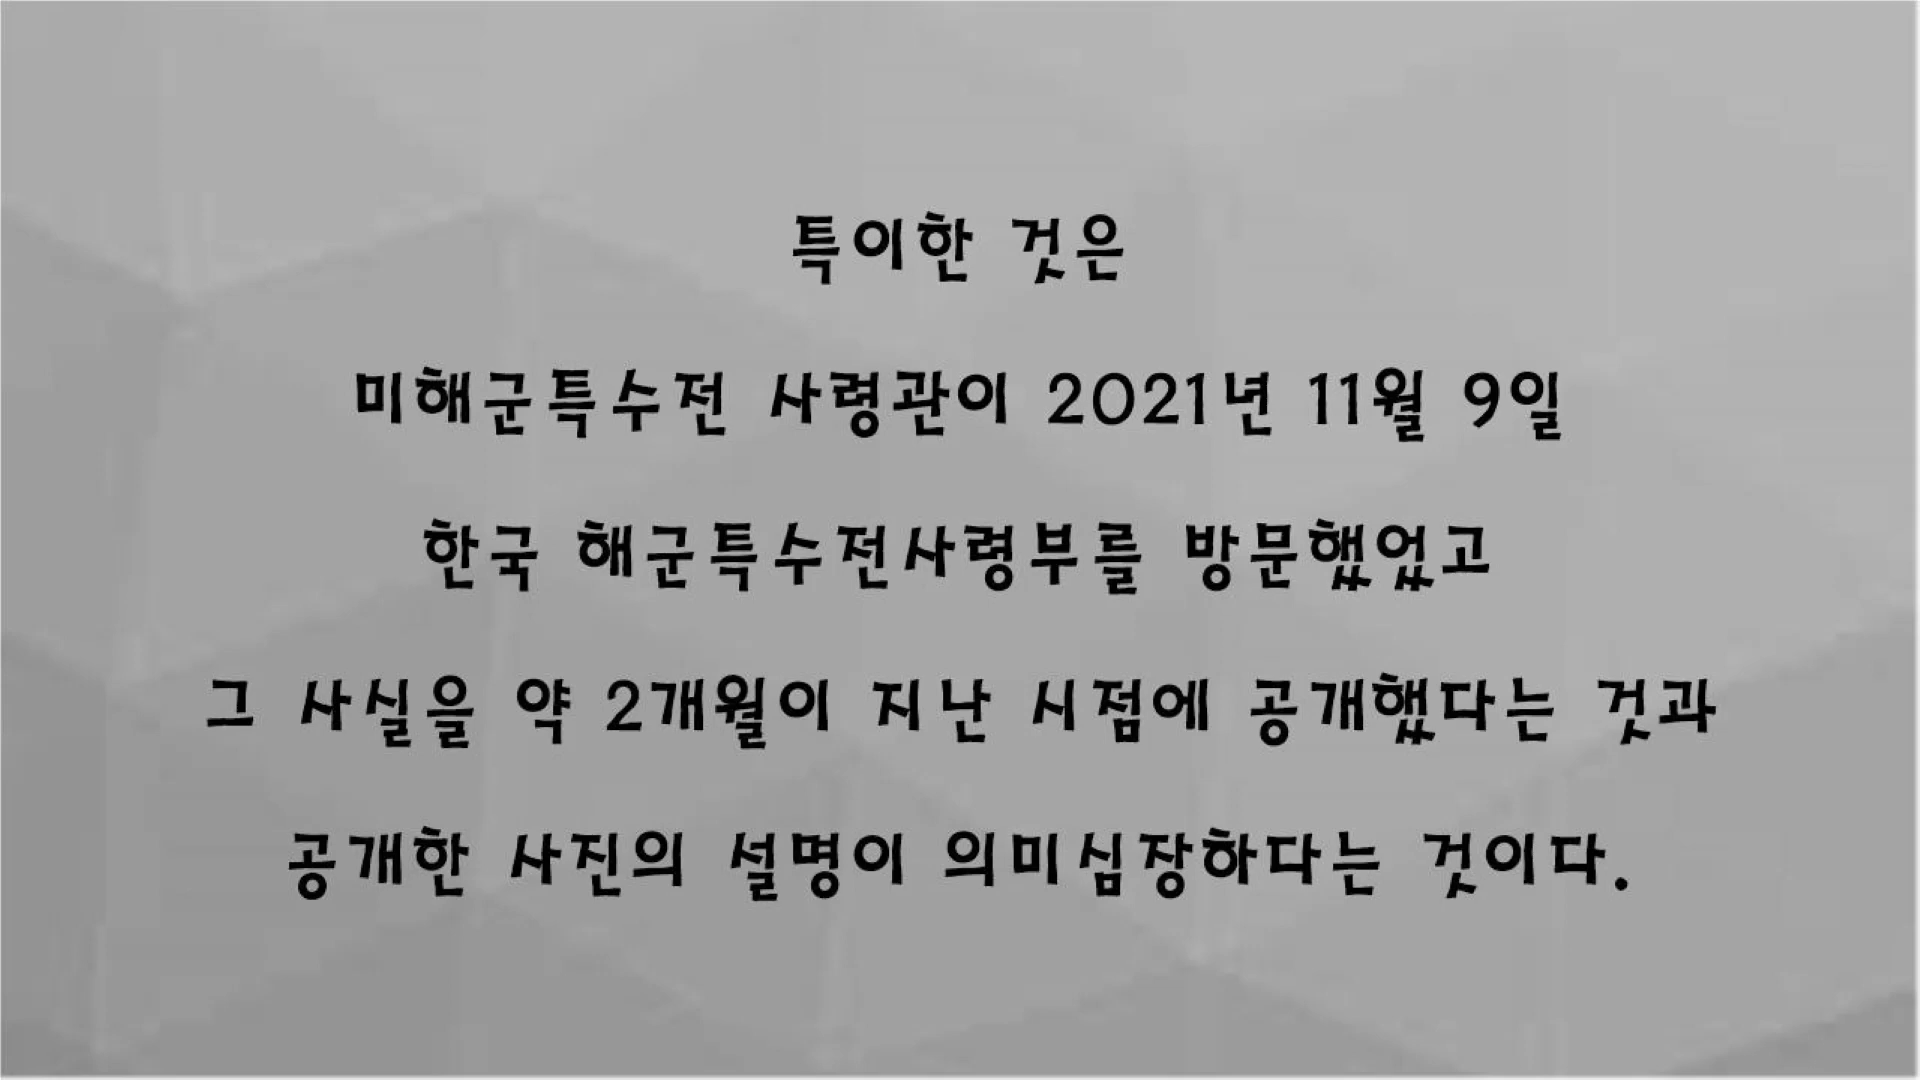 특이한 것은
미해군특수전 사령관이 2021년 11월 9일
한국 해군특수전사령부를 방문했었고
그 사실을 약 2개월이 지난 시점에 공개했다는 것과
공개한 사진의 설명이 의미심장하다는 것이다.